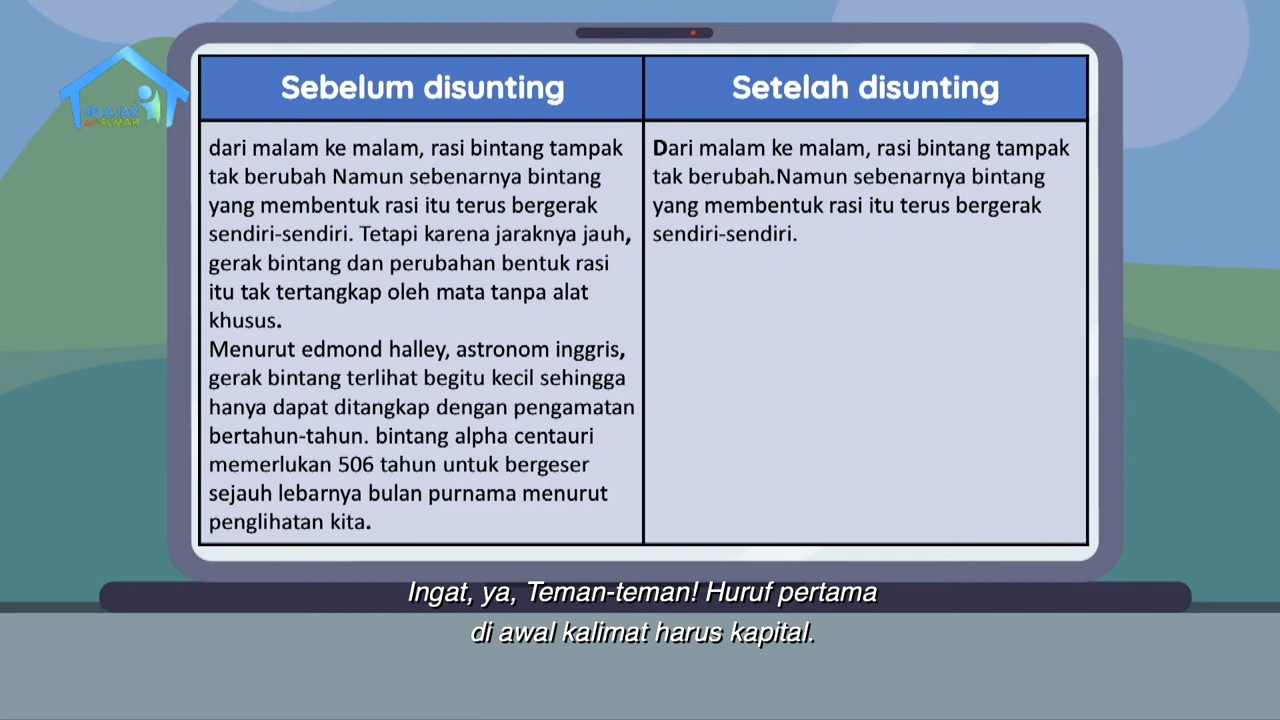 BELAJAR
dari RUMAH
Sebelum disunting
Setelah disunting
dari malam ke malam, rasi bintang tampak
tak berubah Namun sebenarnya bintang
yang membentuk rasi itu terus bergerak
sendiri-sendiri. Tetapi karena jaraknya jauh,
gerak bintang dan perubahan bentuk rasi
itu tak tertangkap oleh mata tanpa alat
khusus.
Menurut edmond halley, astronom inggris,
gerak bintang terlihat begitu kecil sehingga
hanya dapat ditangkap dengan pengamatan
bertahun-tahun. bintang alpha centauri
memerlukan 506 tahun untuk bergeser
sejauh lebarnya bulan purnama menurut
penglihatan kita.
Dari malam ke malam, rasi bintang tampak
tak berubah.Namun sebenarnya bintang
yang membentuk rasi itu terus bergerak
sendiri-sendiri.
Ingat, ya, Teman-teman! Huruf pertama
di awal kalimat harus kapital.